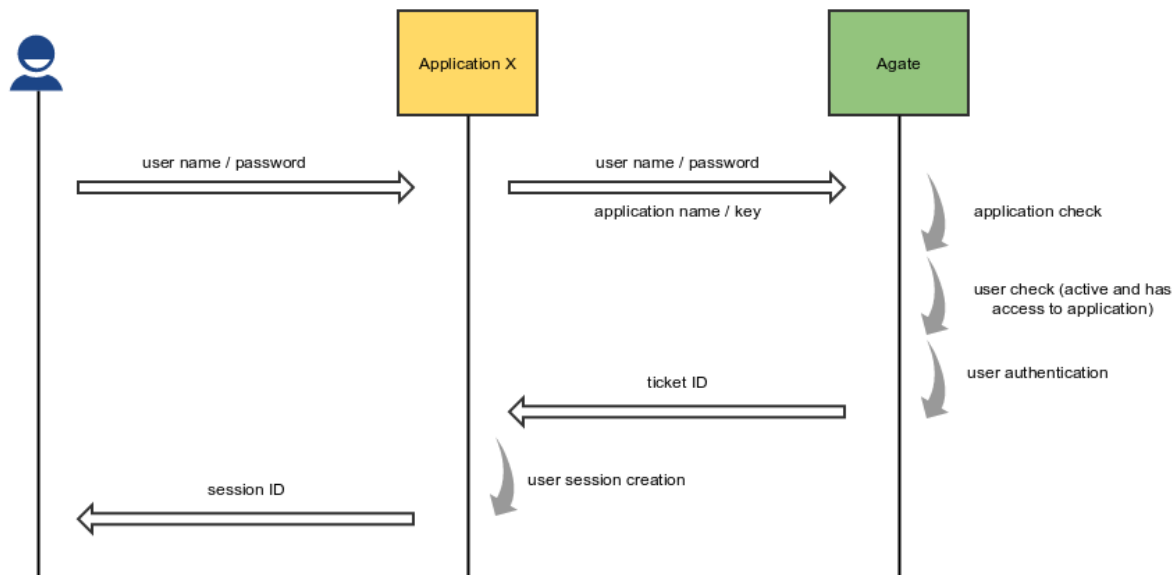 Application X
Agate
user name / password
user name / password
application name / key
application check
user check (active and has
access to application)
user authentication
ticket ID
user session creation
session ID